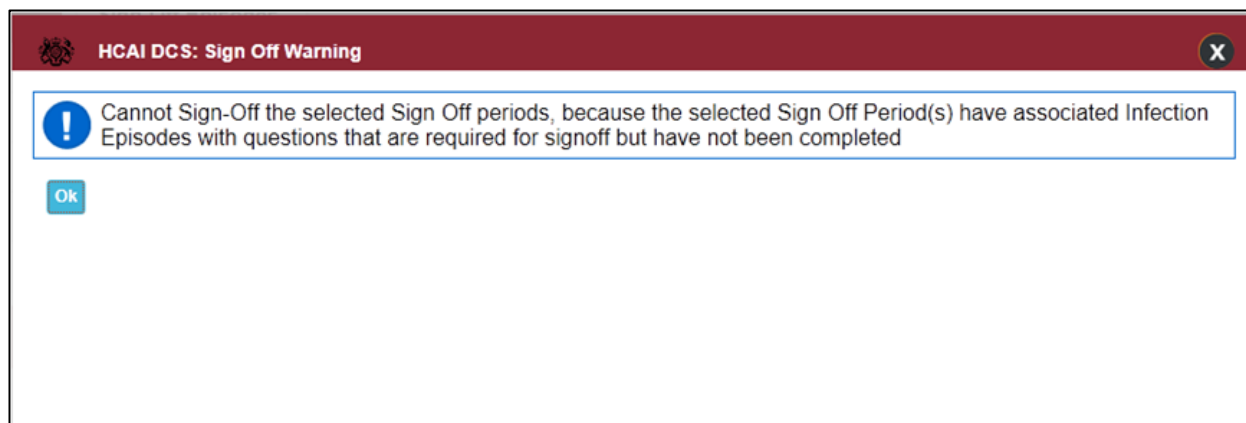 HCAI DCS: Sign Off Warning
X
Cannot Sign-Off the selected Sign Off periods, because the selected Sign Off Period(s) have associated Infection
Episodes with questions that are required for signoff but have not been completed
Ok